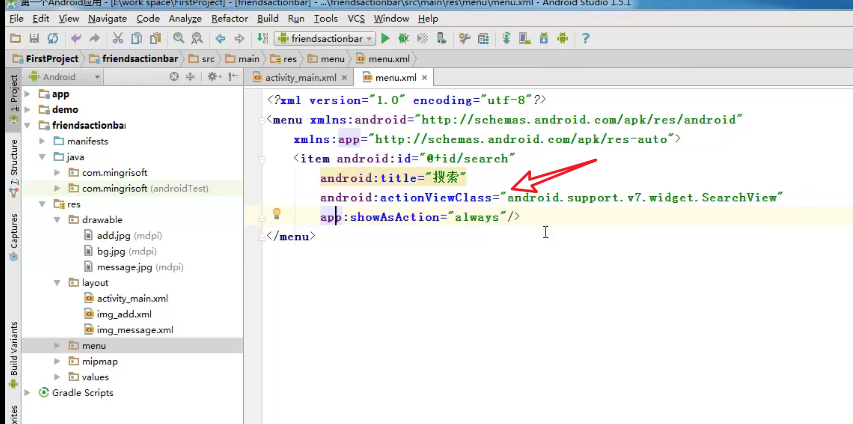 第一个Android应用 - [E\work space\FirstProject] - [friendsactionbar] - ...\friendsactionbar\src\main\res\menu\menu.xml - Android Studio 1.5.1
File Edit View Navigate Code Analyze Refactor Build Run Tools VCS Window Help
friendsactionbar
FirstProject friendsactionbar src main res menu menu.xml
Android
activity_main.xml menu.xml
1: Project
7: Structure
Captures
Build Variants
app
demo
friendsactionbar
manifests
java
com.mingrisoft
com.mingrisoft (androidTest)
res
drawable
add.jpg (mdpi)
bg.jpg (mdpi)
message.jpg (mdpi)
layout
activity_main.xml
img_add.xml
img_message.xml
menu
mipmap
values
Gradle Scripts
<?xml version="1.0" encoding="utf-8"?>
<menu xmlns:android="http://schemas.android.com/apk/res/android"
xmlns:app="http://schemas.android.com/apk/res-auto">
<item android:id="@+id/search"
android:title="搜索"
android:actionViewClass="android.support.v7.widget.SearchView"
app:showAsAction="always"/>
</menu>